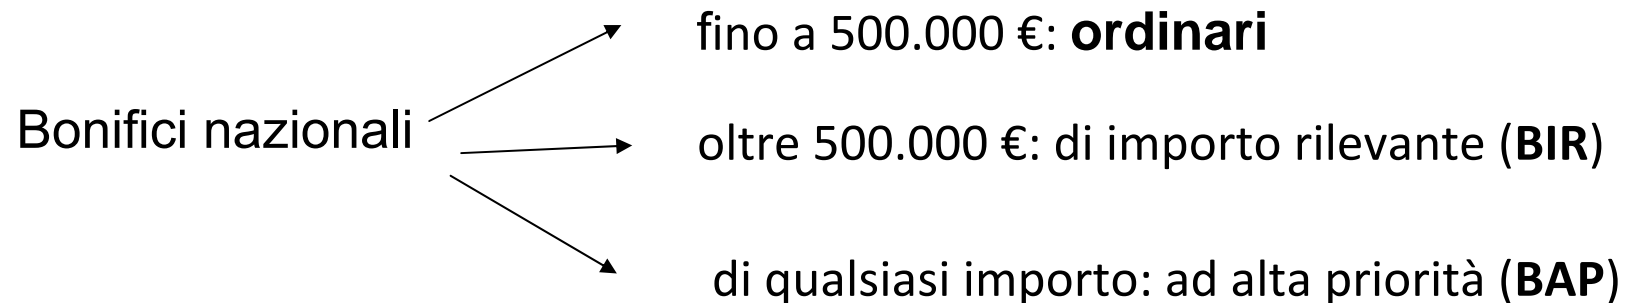 fino a 500.000 €: ordinari
Bonifici nazionali
oltre 500.000 €: di importo rilevante (BIR)
di qualsiasi importo: ad alta priorità (BAP)